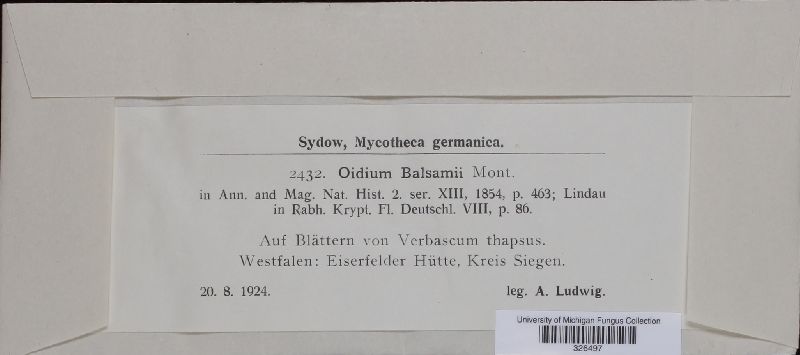 Sydow, Mycotheca germanica.
2432. Oidium Balsamii Mont.
in Ann. and Mag. Nat. Hist. 2. ser. XIII, 1854, p. 463; Lindau
in Rabh. Krypt. Fl. Deutschl. VIII, p. 86.
Auf Blättern von Verbascum thapsus.
Westfalen: Eiserfelder Hütte, Kreis Siegen.
20. 8. 1924. leg. A. Ludwig.
University of Michigan Fungus Collection
326497